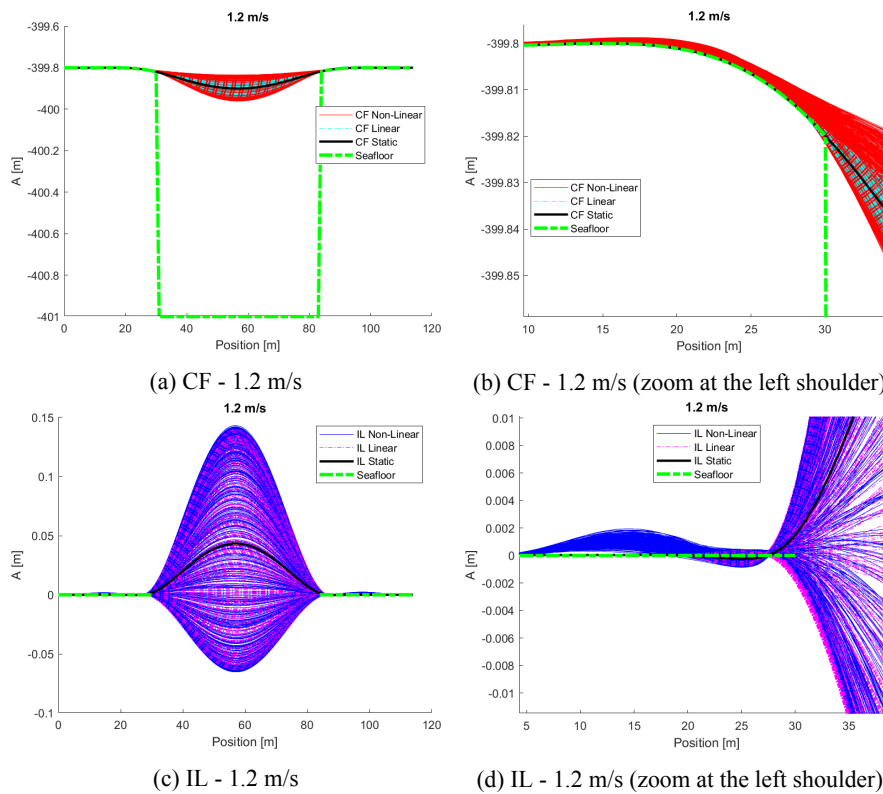 1.2 m/s
-399.6
-399.8
-400
-400.2
-400.4
-400.6
-400.8
-401
A [m]
CF Non-Linear
CF Linear
CF Static
Seafloor
0 20 40 60 80 100 120
Position [m]
(a) CF - 1.2 m/s
1.2 m/s
-399.8
-399.81
-399.82
-399.83
-399.84
-399.85
A [m]
CF Non-Linear
CF Linear
CF Static
Seafloor
10 15 20 25 30
Position [m]
(b) CF - 1.2 m/s (zoom at the left shoulder)
1.2 m/s
0.15
0.1
0.05
0
-0.05
-0.1
A [m]
IL Non-Linear
IL Linear
IL Static
Seafloor
0 20 40 60 80 100 120
Position [m]
(c) IL - 1.2 m/s
1.2 m/s
0.01
0.008
0.006
0.004
0.002
0
-0.002
-0.004
-0.006
-0.008
-0.01
A [m]
IL Non-Linear
IL Linear
IL Static
Seafloor
5 10 15 20 25 30 35
Position [m]
(d) IL - 1.2 m/s (zoom at the left shoulder)